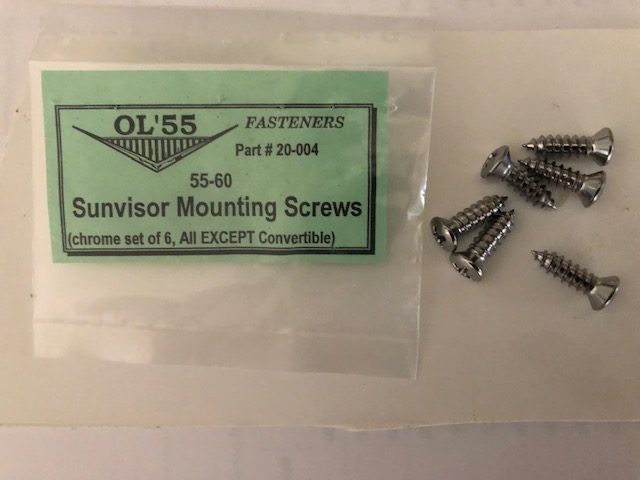 OL'55 FASTENERS
Part # 20-004
55-60
Sunvisor Mounting Screws
(chrome set of 6, All EXCEPT Convertible)